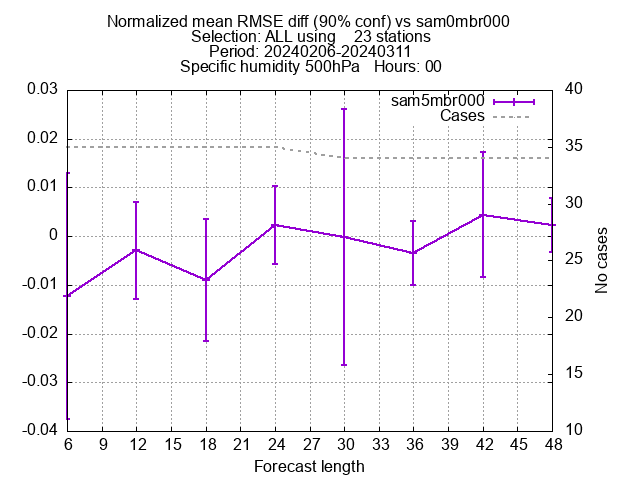 Normalized mean RMSE diff (90% conf) vs sam0mbr000
Selection: ALL using    23 stations
Period: 20240206-20240311
Specific humidity 500hPa   Hours: 00
sam5mbr000
Cases
0.03
0.02
0.01
0
-0.01
-0.02
-0.03
-0.04
40
35
30
25
20
15
10
No cases
6 9 12 15 18 21 24 27 30 33 36 39 42 45 48
Forecast length